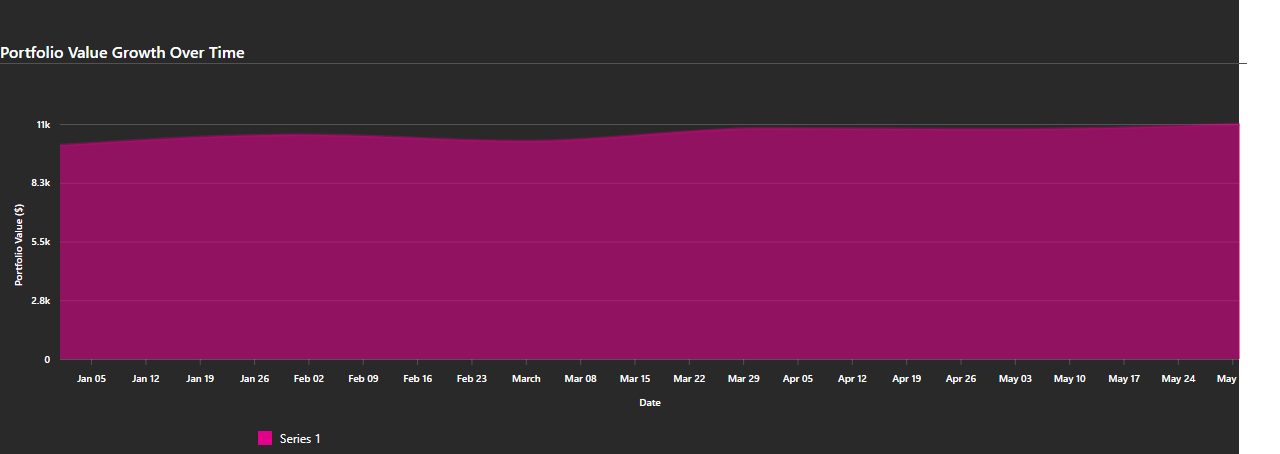 Portfolio Value Growth Over Time
11k
8.3k
5.5k
2.8k
0
Portfolio Value ($)
Jan 05 Jan 12 Jan 19 Jan 26 Feb 02 Feb 09 Feb 16 Feb 23 March Mar 08 Mar 15 Mar 22 Mar 29 Apr 05 Apr 12 Apr 19 Apr 26 May 03 May 10 May 17 May 24 May
Date
Series 1